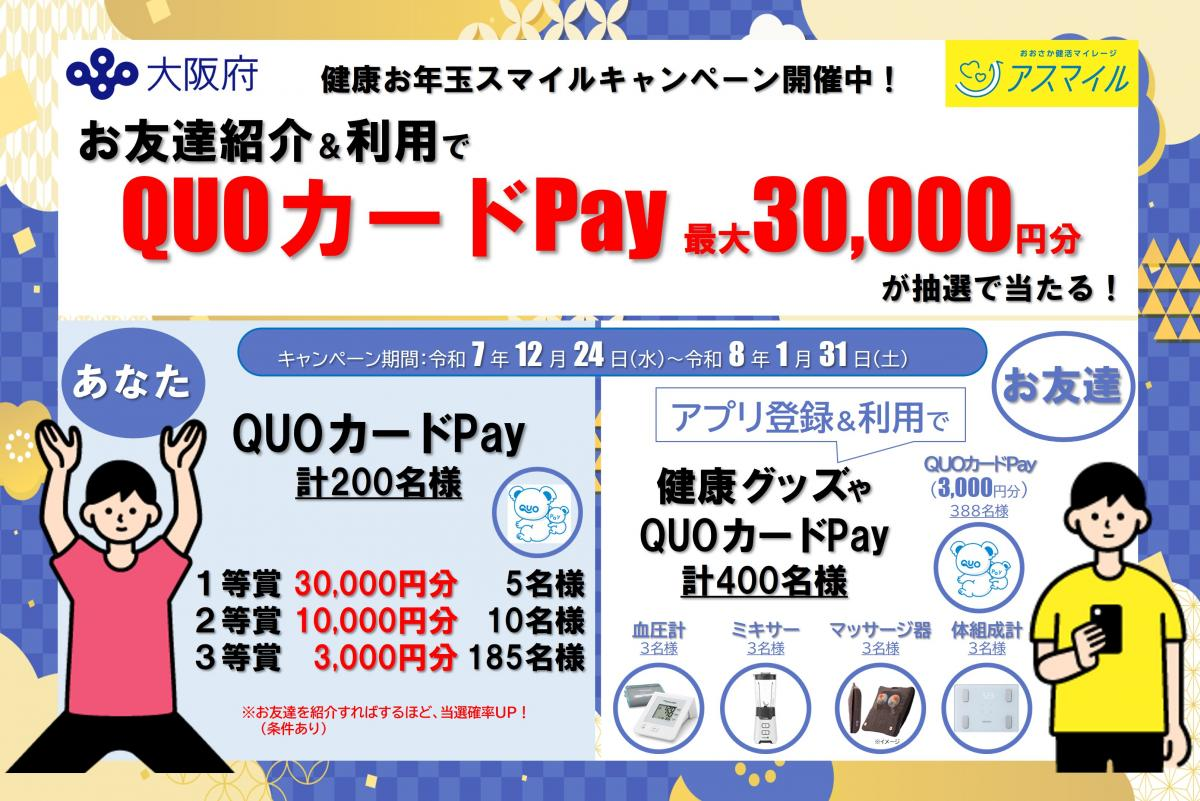 大阪府
健康お年玉スマイルキャンペーン開催中！
おおさか健活マイレージ
アスマイル
お友達紹介＆利用で
QUOカードPay 最大30,000円分
が抽選で当たる！
キャンペーン期間：令和7年12月24日(水)～令和8年1月31日(土)
あなた
QUOカードPay
計200名様
QUO
Pay
１等賞 30,000円分 5名様
２等賞 10,000円分 10名様
３等賞 3,000円分 185名様
※お友達を紹介すればするほど、当選確率UP！
（条件あり）
お友達
アプリ登録＆利用で
健康グッズや
QUOカードPay
計400名様
QUOカードPay
（3,000円分）
388名様
QUO
Pay
血圧計
3名様
ミキサー
3名様
マッサージ器
3名様
体組成計
3名様
※イメージ